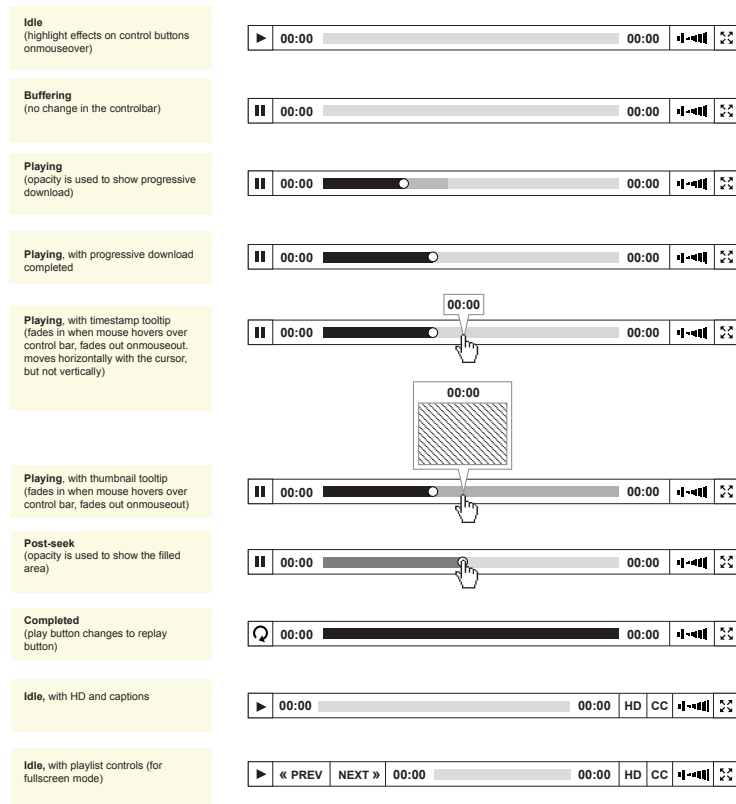 Idle
(highlight effects on control buttons
onmouseover)
00:00 00:00
Buffering
(no change in the controlbar)
00:00 00:00
Playing
(opacity is used to show progressive
download)
00:00 00:00
Playing, with progressive download
completed
00:00 00:00
Playing, with timestamp tooltip
(fades in when mouse hovers over
control bar, fades out onmouseout.
moves horizontally with the cursor,
but not vertically)
00:00
00:00 00:00
00:00
Playing, with thumbnail tooltip
(fades in when mouse hovers over
control bar, fades out onmouseout)
00:00 00:00
Post-seek
(opacity is used to show the filled
area)
00:00 00:00
Completed
(play button changes to replay
button)
00:00 00:00
Idle, with HD and captions
00:00 00:00 HD CC
Idle, with playlist controls (for
fullscreen mode)
« PREV NEXT » 00:00 00:00 HD CC